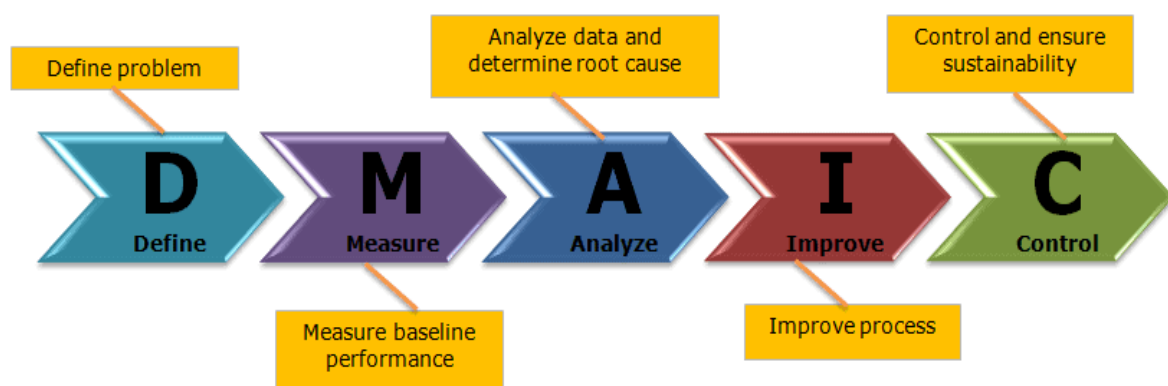 Define problem
Analyze data and
determine root cause
Control and ensure
sustainability
D
Define
M
Measure
A
Analyze
I
Improve
C
Control
Measure baseline
performance
Improve process